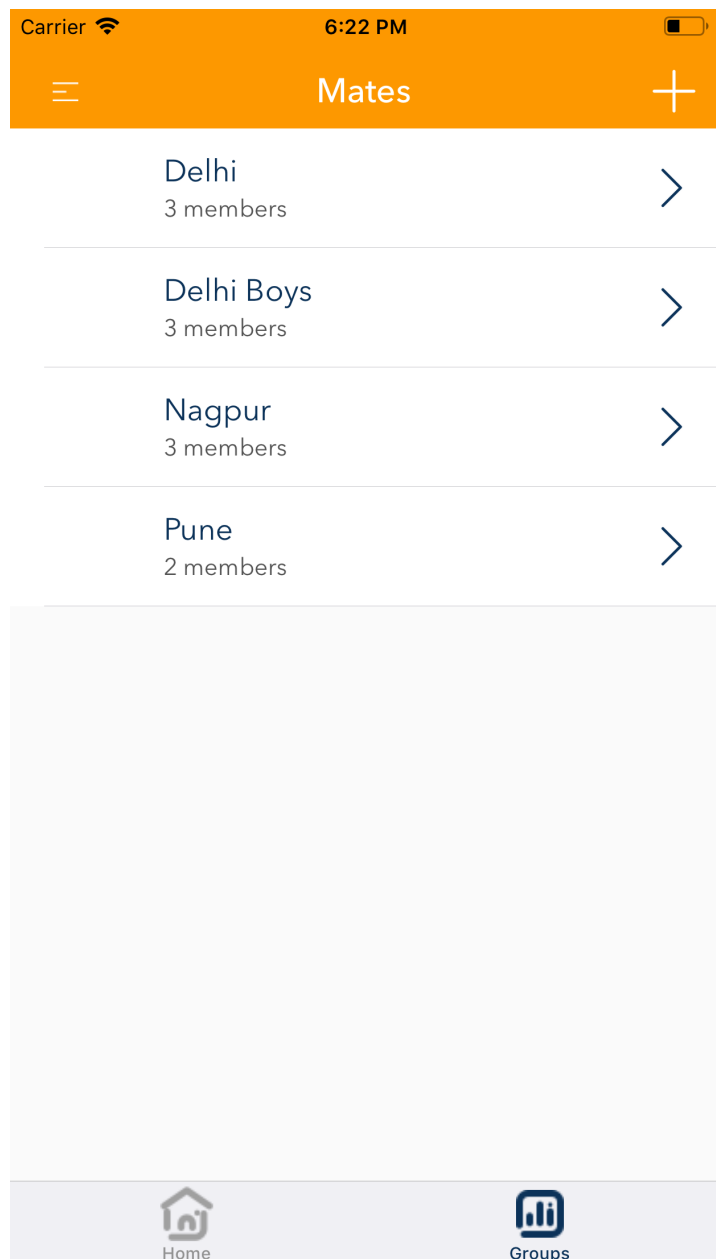 Carrier 6:22 PM
Mates
Delhi
3 members
Delhi Boys
3 members
Nagpur
3 members
Pune
2 members
Home Groups